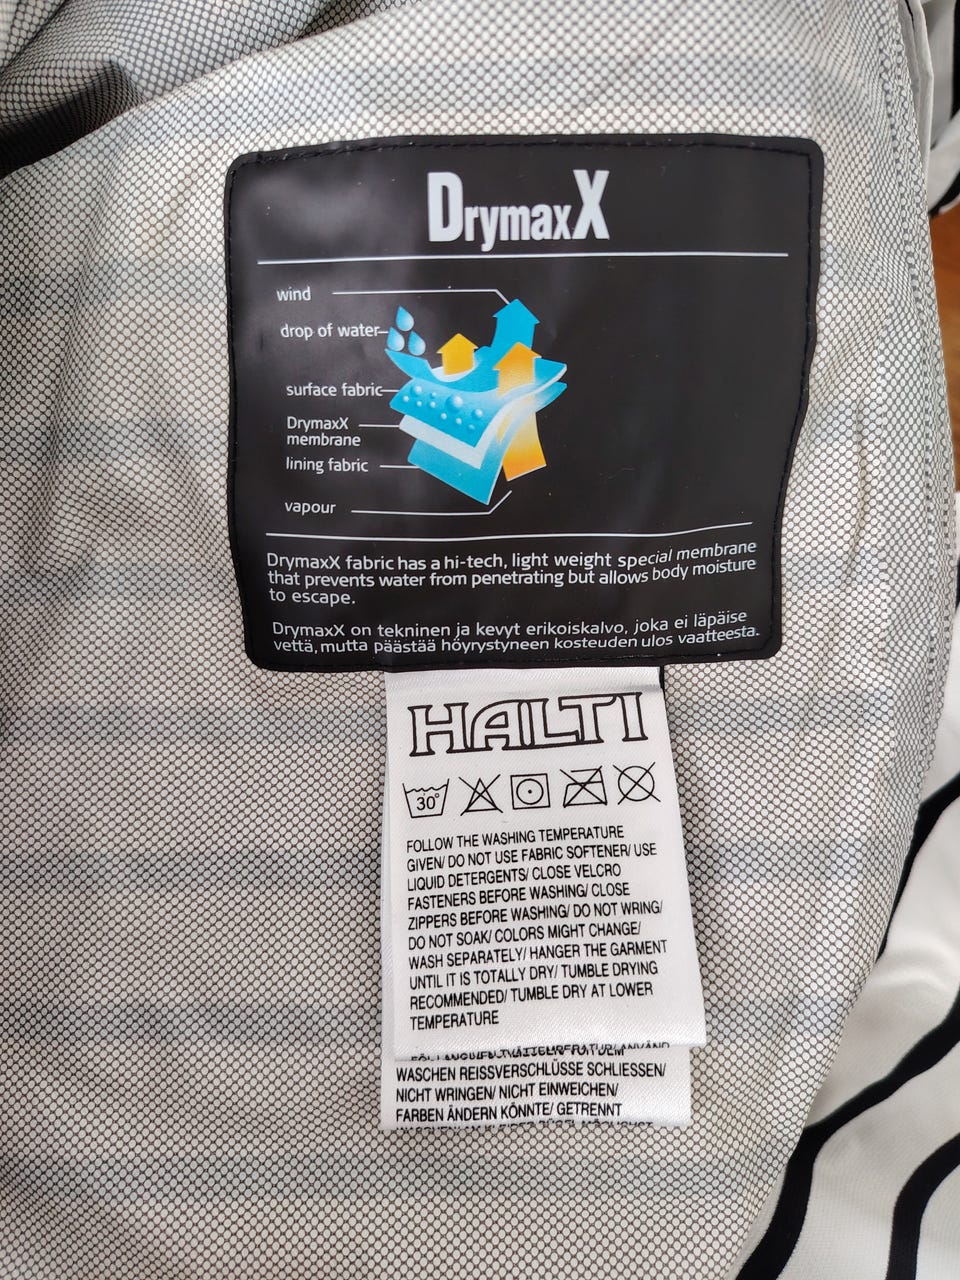 DrymaxX
wind
drop of water
surface fabric
DrymaxX
membrane
lining fabric
vapour
DrymaxX fabric has a hi-tech, light weight special membrane
that prevents water from penetrating but allows body moisture
to escape.
DrymaxX on tekninen ja kevyt erikoiskalvo, joka ei läpäise
vettä, mutta päästää höyrystyneen kosteuden ulos vaatteesta.
HALTI
30°
FOLLOW THE WASHING TEMPERATURE
GIVEN/ DO NOT USE FABRIC SOFTENER/ USE
LIQUID DETERGENTS/ CLOSE VELCRO
FASTENERS BEFORE WASHING/ CLOSE
ZIPPERS BEFORE WASHING/ DO NOT WRING/
DO NOT SOAK/ COLORS MIGHT CHANGE/
WASH SEPARATELY/ HANGER THE GARMENT
UNTIL IT IS TOTALLY DRY/ TUMBLE DRYING
RECOMMENDED/ TUMBLE DRY AT LOWER
TEMPERATURE
WASCHEN REISSVERSCHLÜSSE SCHLIESSEN/
NICHT WRINGEN/ NICHT EINWEICHEN/
FARBEN ÄNDERN KÖNNTE/ GETRENNT